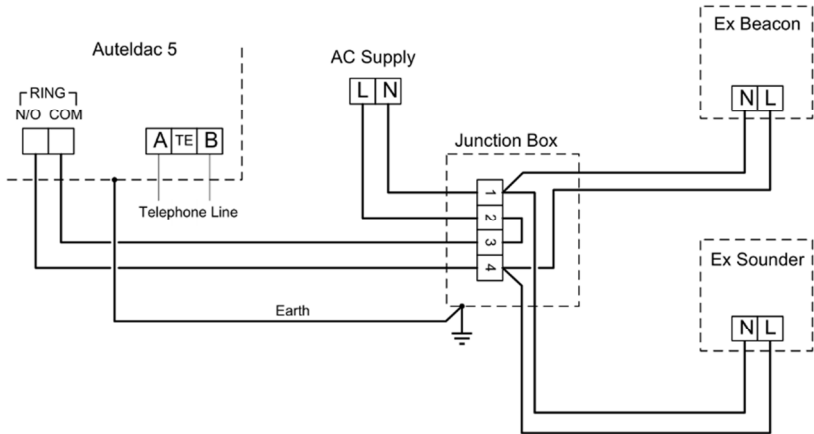 Auteldac 5
RING
N/O COM
A TE B
Telephone Line
AC Supply
L N
Junction Box
1
2
3
4
Earth
Ex Beacon
N L
Ex Sounder
N L